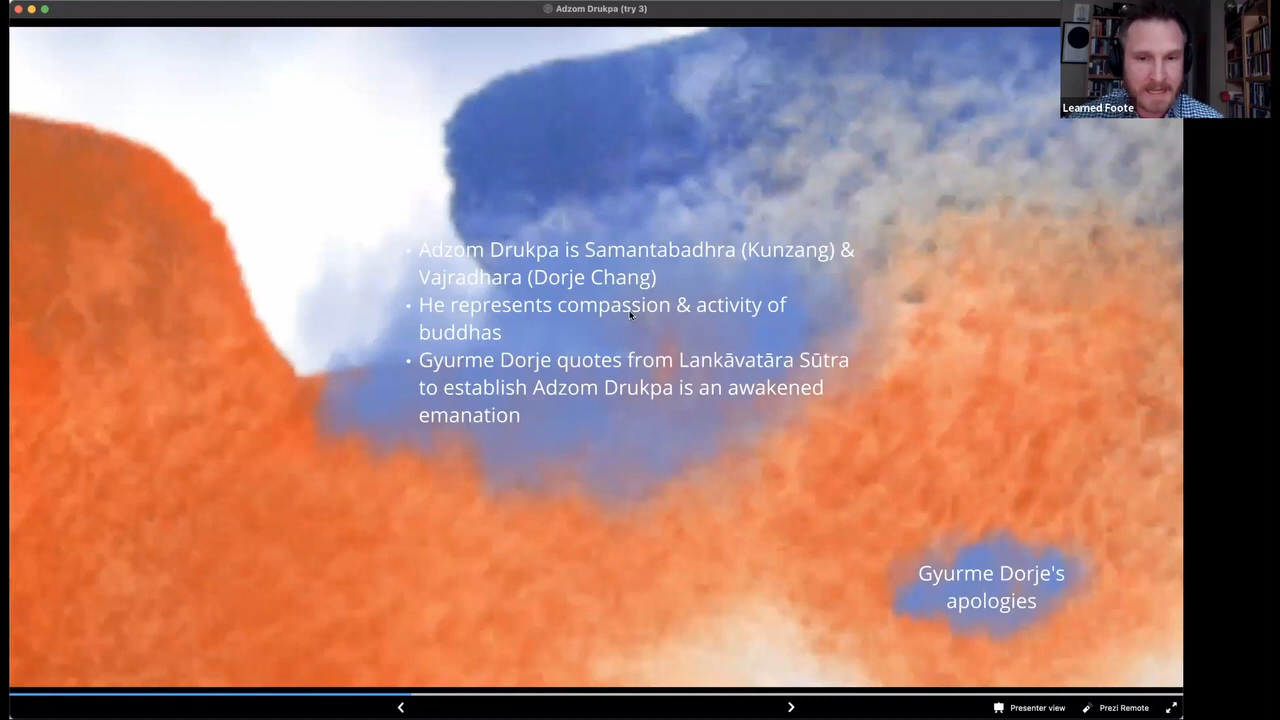 Adzom Drukpa (try 3)
Learned Foote
• Adzom Drukpa is Samantabadhra (Kunzang) &
Vajradhara (Dorje Chang)
• He represents compassion & activity of
buddhas
• Gyurme Dorje quotes from Lankāvatāra Sūtra
to establish Adzom Drukpa is an awakened
emanation
Gyurme Dorje's
apologies
Presenter view
Prezi Remote